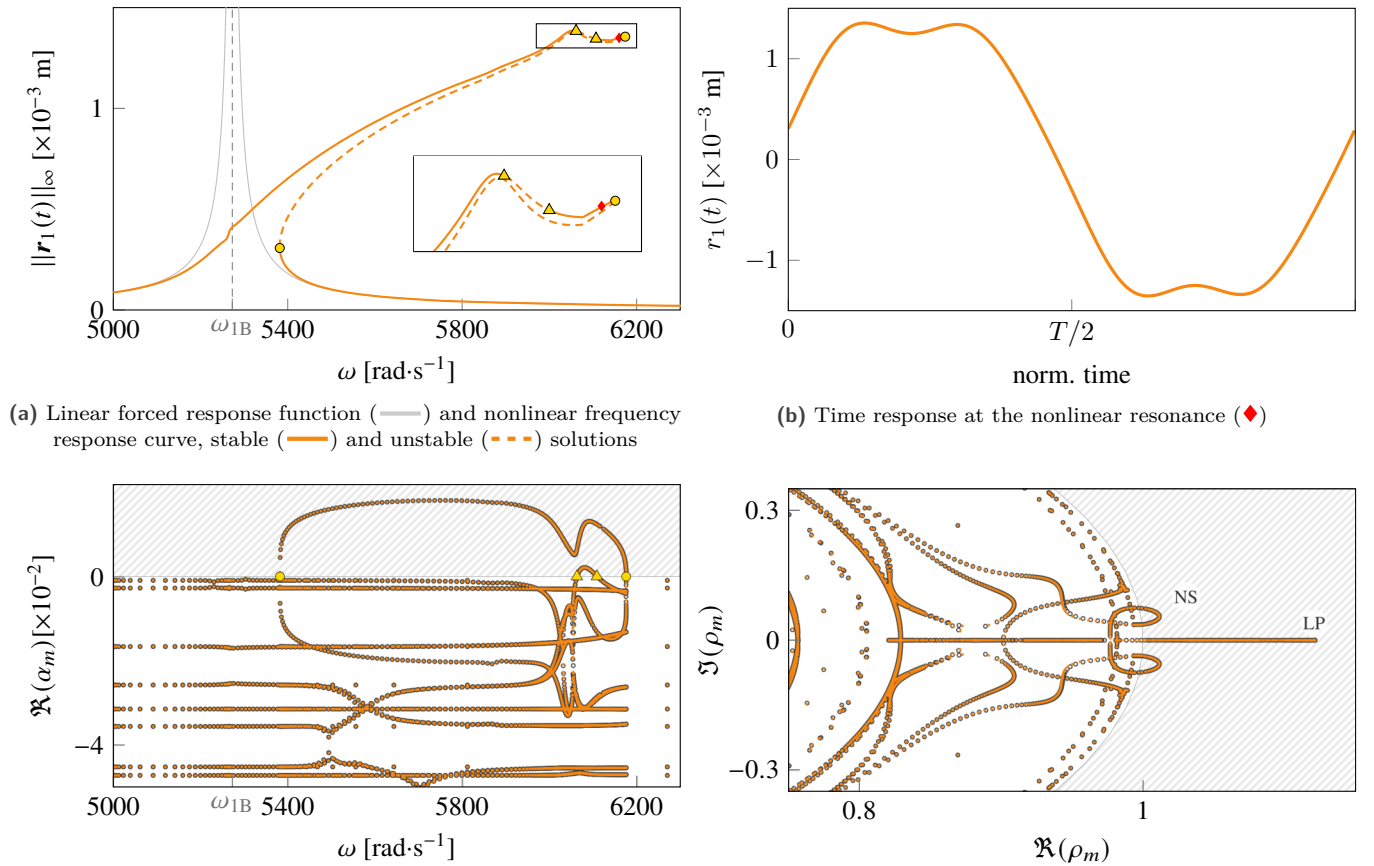 ||r₁(t)||∞ [×10⁻³ m]
1
0
5000
ω₁B
5400
5800
6200
ω [rad·s⁻¹]
r₁(t) [×10⁻³ m]
1
0
−1
0
T/2
norm. time
(a) Linear forced response function ( ) and nonlinear frequency
response curve, stable ( ) and unstable ( ) solutions
(b) Time response at the nonlinear resonance ( )
ℜ(αₘ)[×10⁻²]
0
−4
5000
ω₁B
5400
5800
6200
ω [rad·s⁻¹]
ℑ(ρₘ)
0.3
0
−0.3
NS
LP
0.8
1
ℜ(ρₘ)